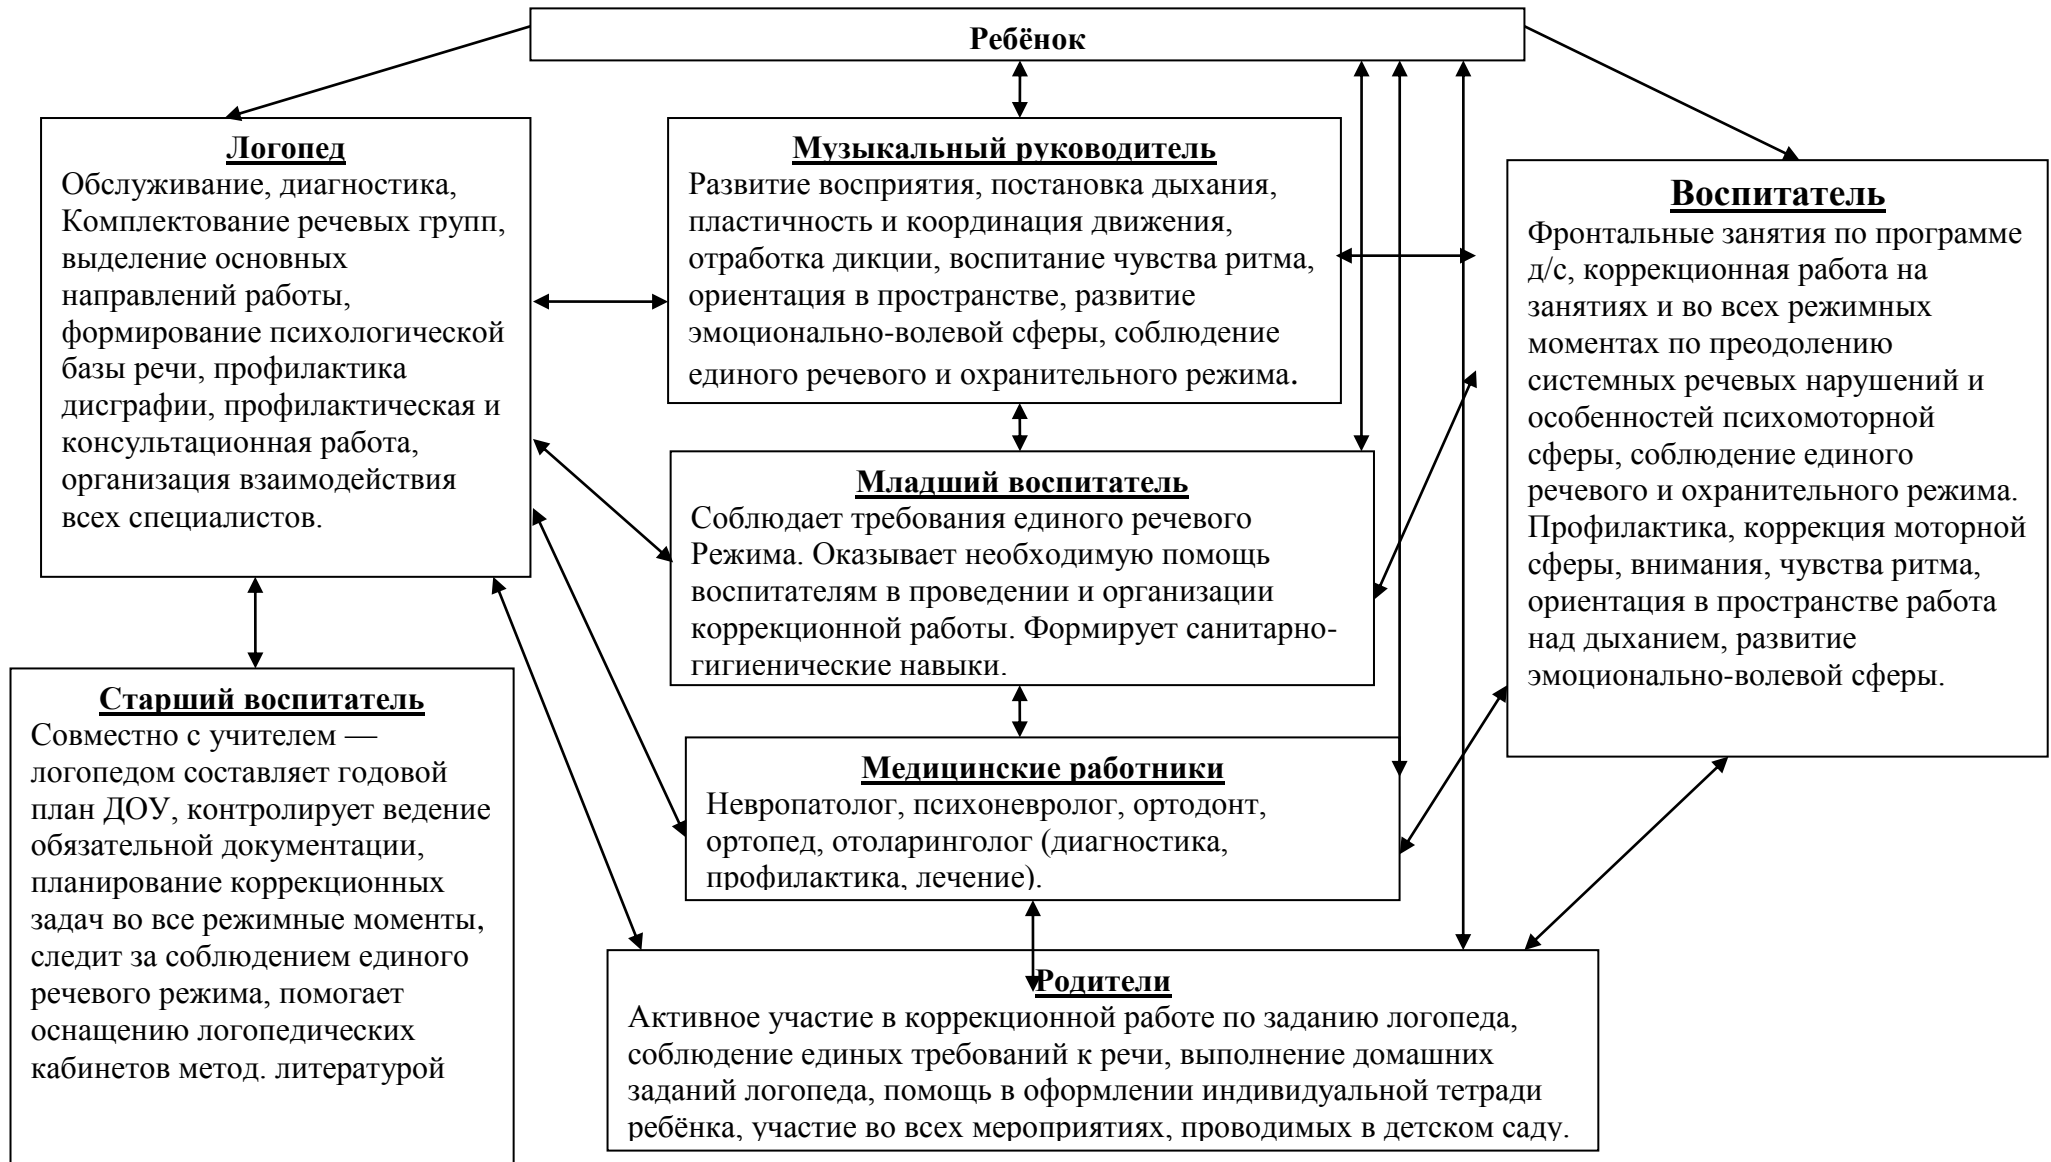 Ребёнок
Логопед
Обслуживание, диагностика,
Комплектование речевых групп,
выделение основных
направлений работы,
формирование психологической
базы речи, профилактика
дисграфии, профилактическая и
консультационная работа,
организация взаимодействия
всех специалистов.
Музыкальный руководитель
Развитие восприятия, постановка дыхания,
пластичность и координация движения,
отработка дикции, воспитание чувства ритма,
ориентация в пространстве, развитие
эмоционально-волевой сферы, соблюдение
единого речевого и охранительного режима.
Воспитатель
Фронтальные занятия по программе
д/с, коррекционная работа на
занятиях и во всех режимных
моментах по преодолению
системных речевых нарушений и
особенностей психомоторной
сферы, соблюдение единого
речевого и охранительного режима.
Профилактика, коррекция моторной
сферы, внимания, чувства ритма,
ориентация в пространстве работа
над дыханием, развитие
эмоционально-волевой сферы.
Младший воспитатель
Соблюдает требования единого речевого
Режима. Оказывает необходимую помощь
воспитателям в проведении и организации
коррекционной работы. Формирует санитарно-
гигиенические навыки.
Старший воспитатель
Совместно с учителем —
логопедом составляет годовой
план ДОУ, контролирует ведение
обязательной документации,
планирование коррекционных
задач во все режимные моменты,
следит за соблюдением единого
речевого режима, помогает
оснащению логопедических
кабинетов метод. литературой
Медицинские работники
Невропатолог, психоневролог, ортодонт,
ортопед, отоларинголог (диагностика,
профилактика, лечение).
Родители
Активное участие в коррекционной работе по заданию логопеда,
соблюдение единых требований к речи, выполнение домашних
заданий логопеда, помощь в оформлении индивидуальной тетради
ребёнка, участие во всех мероприятиях, проводимых в детском саду.